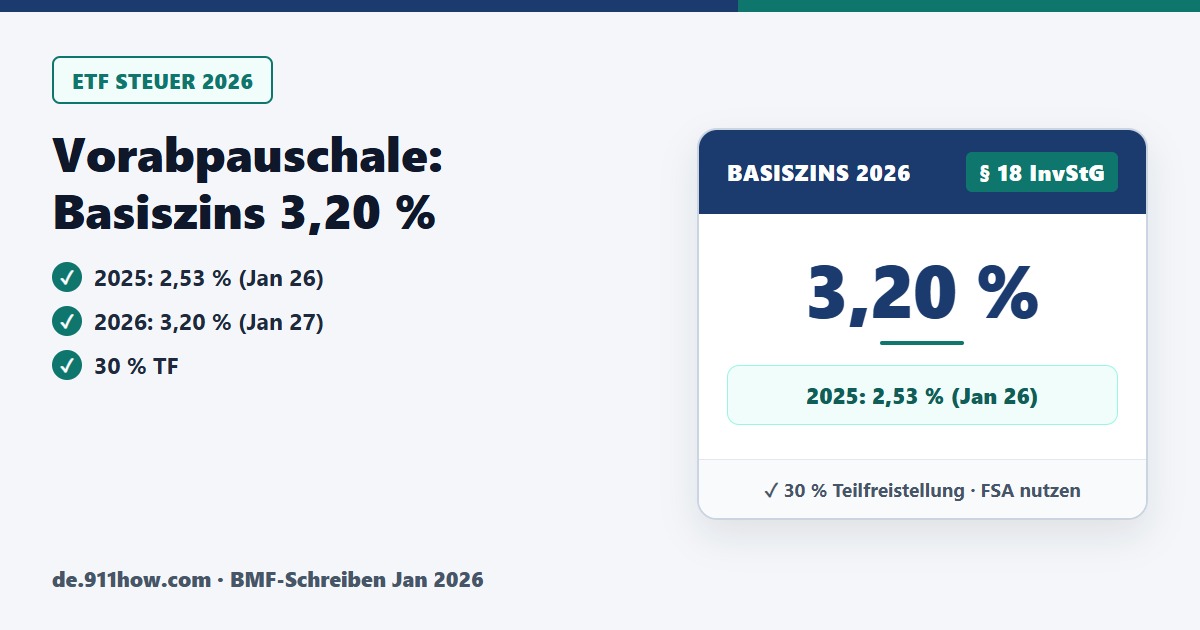 ETF STEUER 2026
Vorabpauschale:
Basiszins 3,20 %
✓ 2025: 2,53 % (Jan 26)
✓ 2026: 3,20 % (Jan 27)
✓ 30 % TF
BASISZINS 2026
§ 18 InvStG
3,20 %
2025: 2,53 % (Jan 26)
✓ 30 % Teilfreistellung · FSA nutzen
de.911how.com · BMF-Schreiben Jan 2026